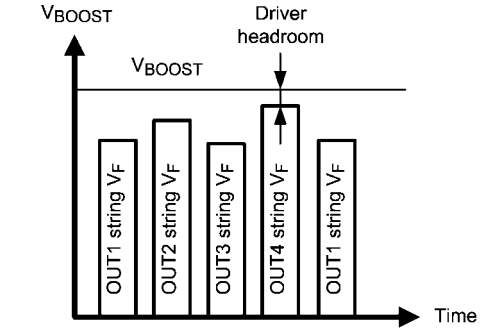 VBOOST
Driver
headroom
VBOOST
OUT1 string VF
OUT2 string VF
OUT3 string VF
OUT4 string VF
OUT1 string VF
Time